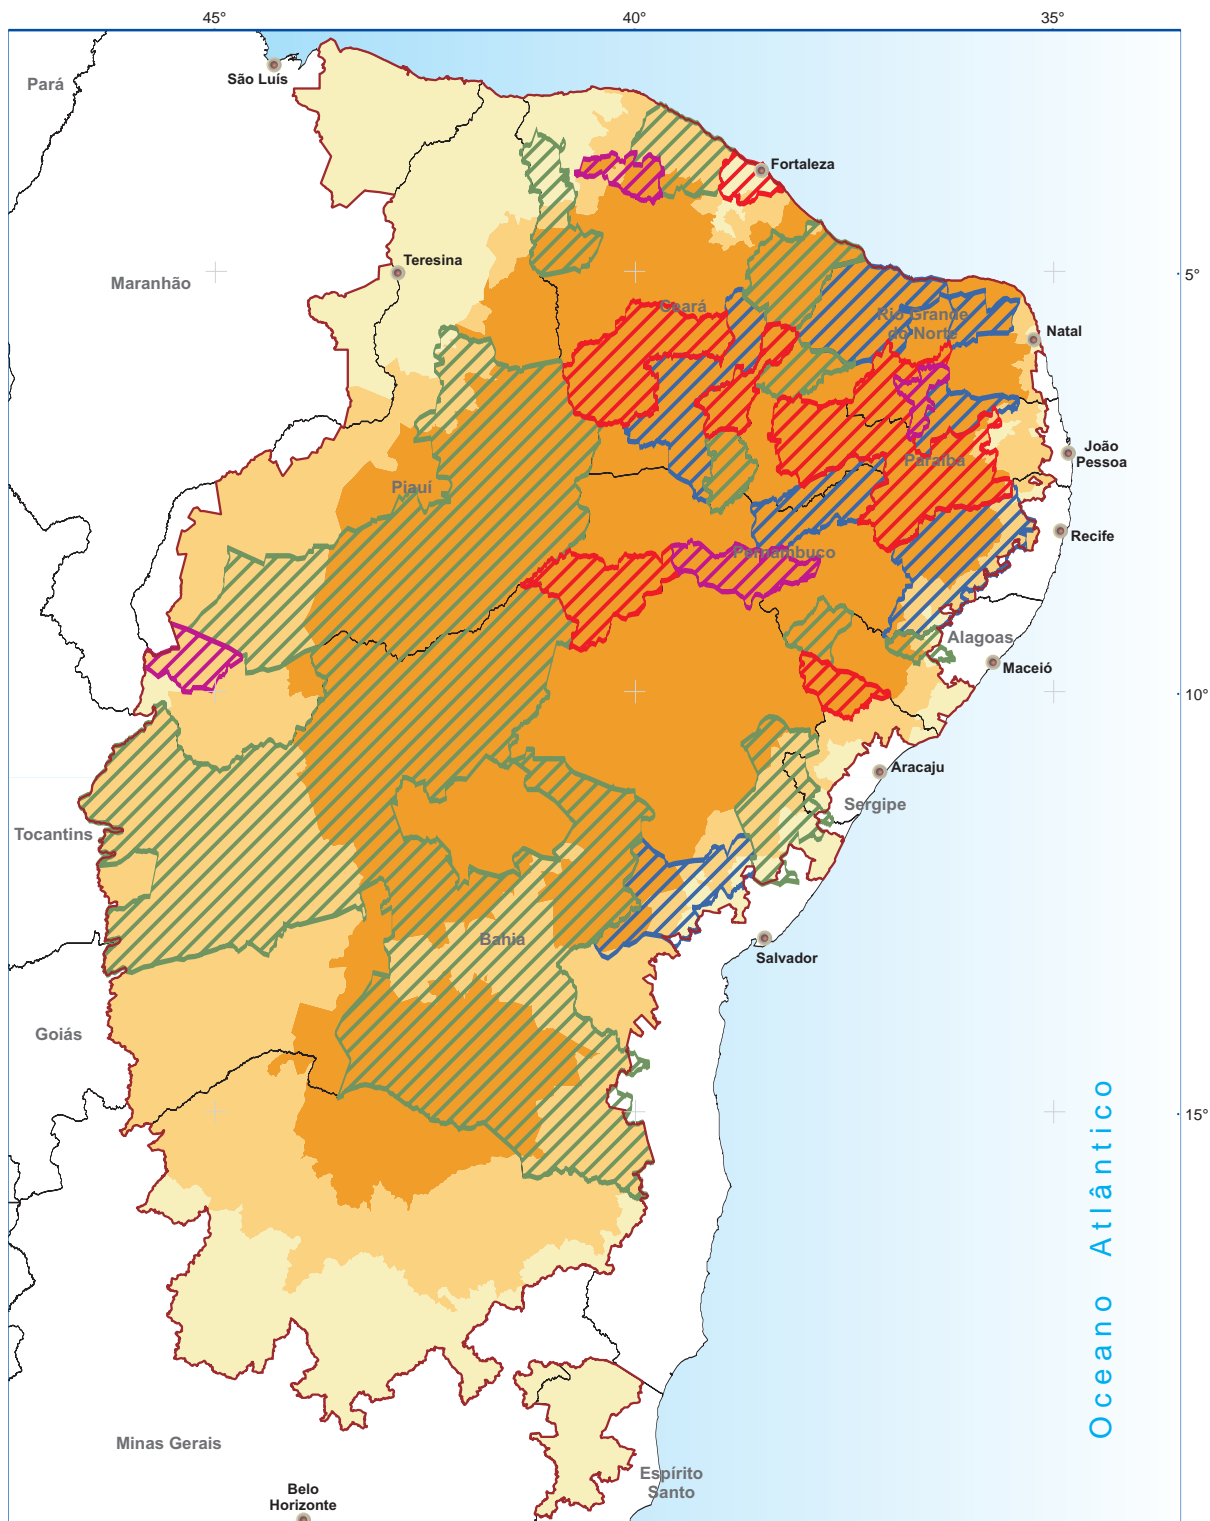 45°
40°
35°
São Luís
Pará
Fortaleza
Teresina
Maranhão
5°
Ceará
Rio Grande
do Norte
Natal
João
Pessoa
Paraíba
Piauí
Recife
Pernambuco
Alagoas
Maceió
10°
Aracaju
Sergipe
Tocantins
Bahia
Salvador
Goiás
15°
Oceano Atlântico
Minas Gerais
Espírito
Santo
Belo
Horizonte